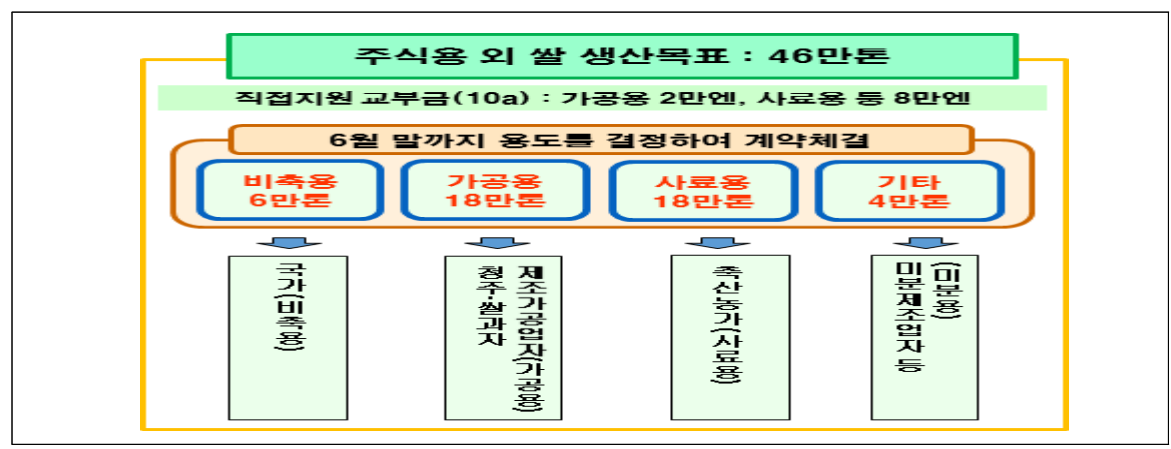 주식용 외 쌀 생산목표 : 46만톤
직접지원 교부금(10a) : 가공용 2만엔, 사료용 등 8만엔
6월 말까지 용도를 결정하여 계약체결
비축용
6만톤
가공용
18만톤
사료용
18만톤
기타
4만톤
국가(비축용)
제조가공업자(가공용)
청주·쌀과자
축산농가(사료용)
(미분용)
미분제조업자 등